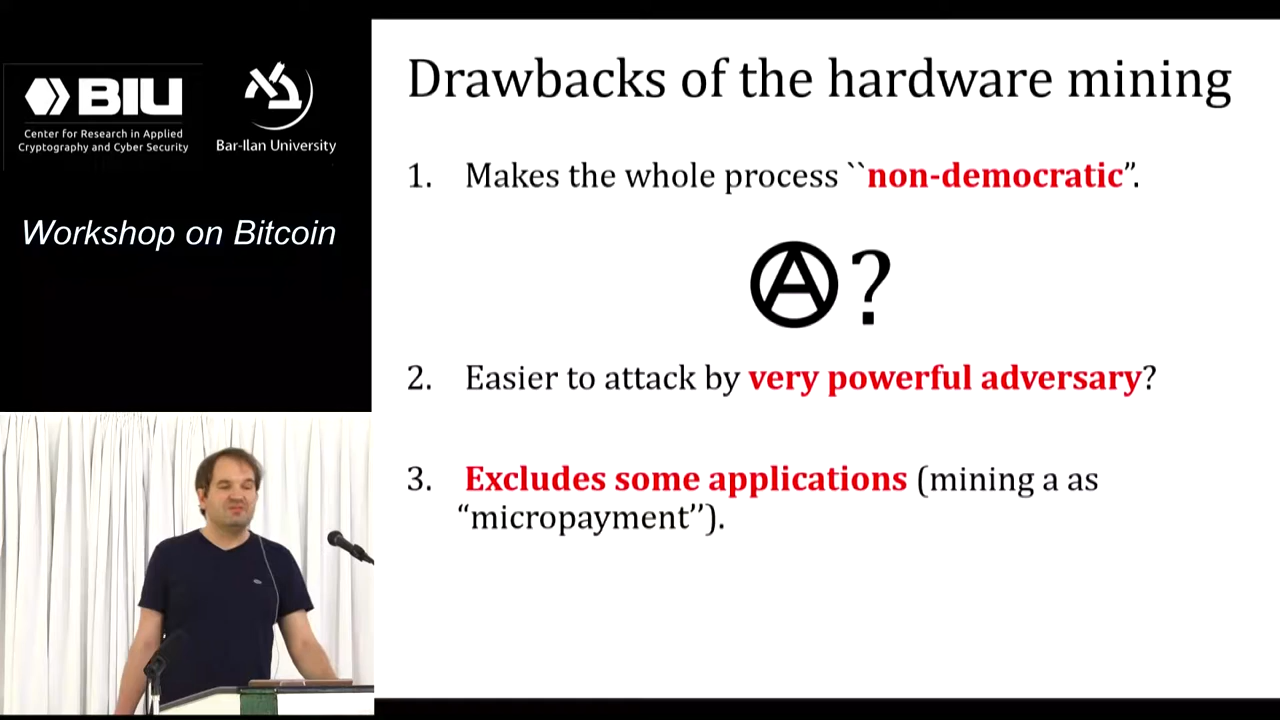 BIU
Center for Research in Applied
Cryptography and Cyber Security
Bar-Ilan University
Workshop on Bitcoin
Drawbacks of the hardware mining
1. Makes the whole process ``non-democratic”.
Ⓐ?
2. Easier to attack by very powerful adversary?
3. Excludes some applications (mining a as
“micropayment’’).